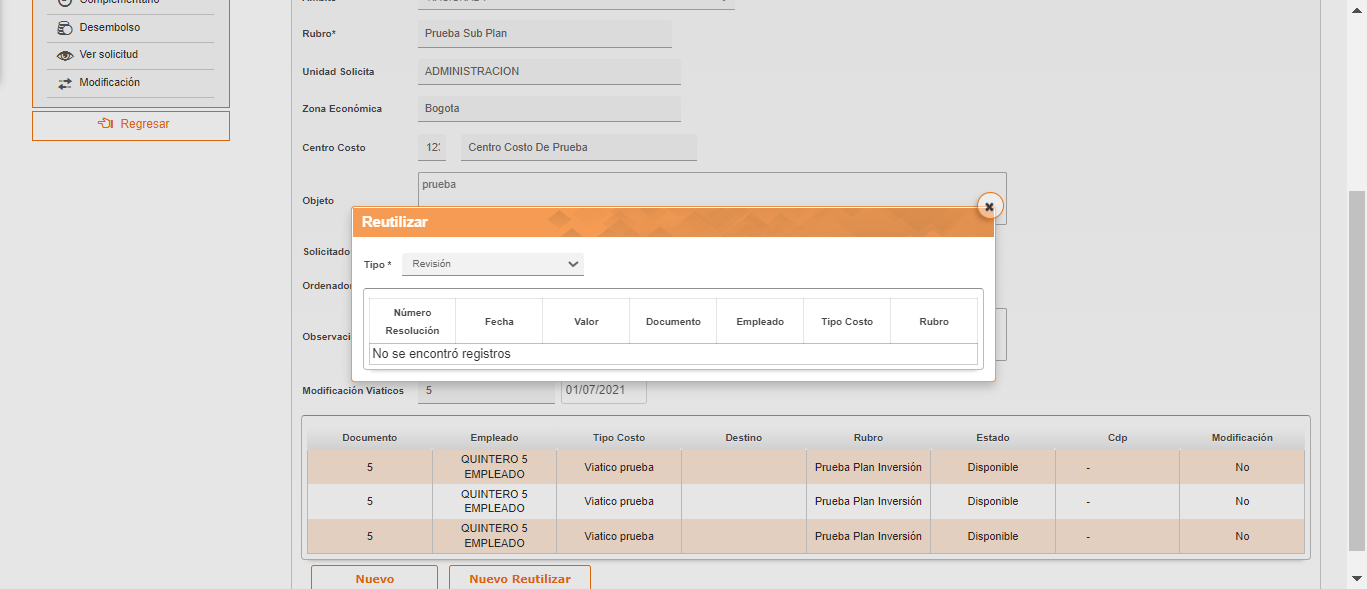 Complementario
Desembolso
Ver solicitud
Modificación
Regresar
Rubro*
Prueba Sub Plan
Unidad Solicita
ADMINISTRACION
Zona Económica
Bogota
Centro Costo
Centro Costo De Prueba
Objeto
prueba
Solicitado
Ordenador
Observaci
Reutilizar
Tipo *
Revisión
Número Resolución
Fecha
Valor
Documento
Empleado
Tipo Costo
Rubro
No se encontró registros
Modificación Viaticos
5
01/07/2021
Documento Empleado Tipo Costo Destino Rubro Estado Cdp Modificación
5 QUINTERO 5 EMPLEADO Viatico prueba Prueba Plan Inversión Disponible - No
5 QUINTERO 5 EMPLEADO Viatico prueba Prueba Plan Inversión Disponible - No
5 QUINTERO 5 EMPLEADO Viatico prueba Prueba Plan Inversión Disponible - No
Nuevo
Nuevo Reutilizar